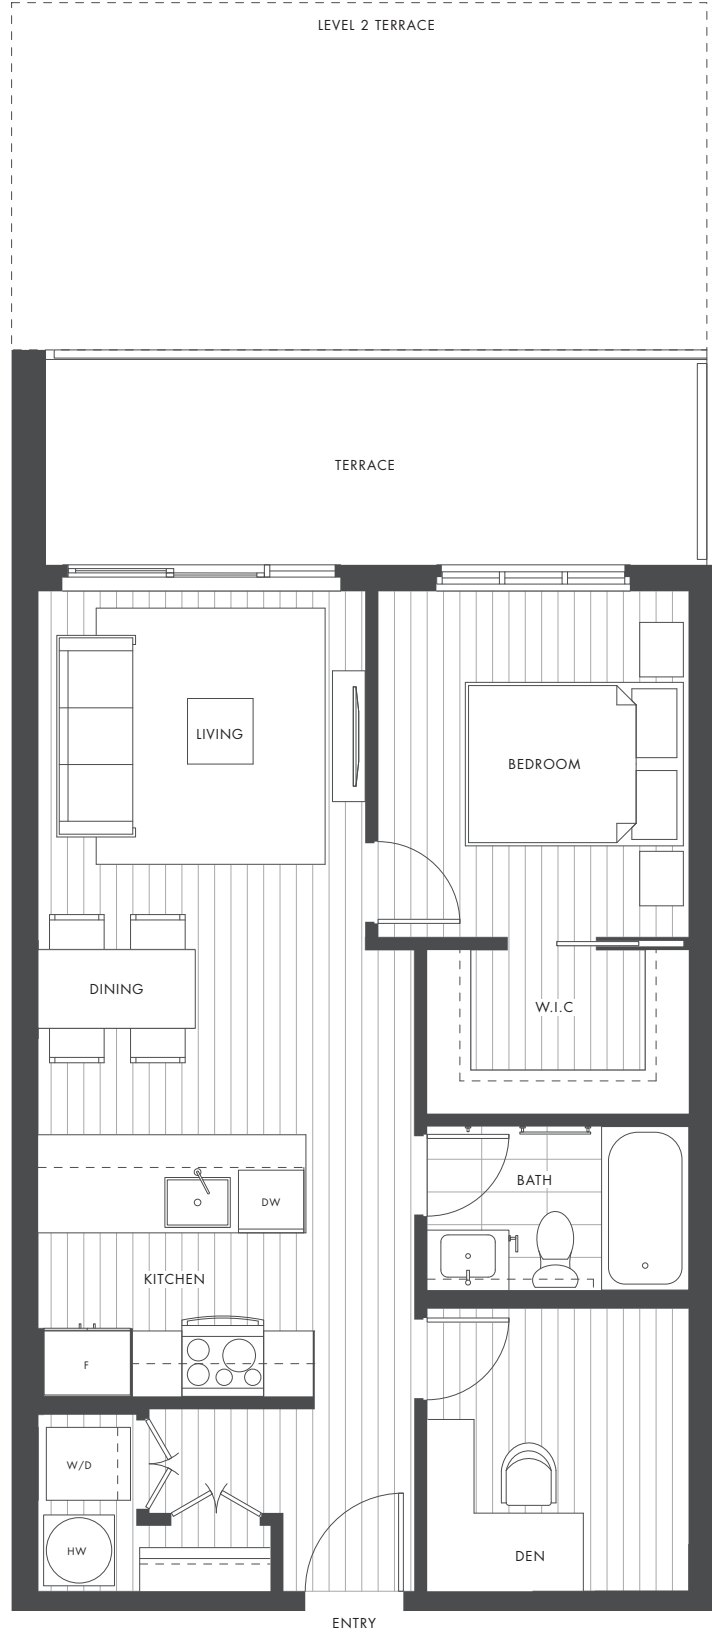 LEVEL 2 TERRACE
TERRACE
LIVING
BEDROOM
DINING
W.I.C
BATH
DW
KITCHEN
F
W/D
HW
DEN
ENTRY